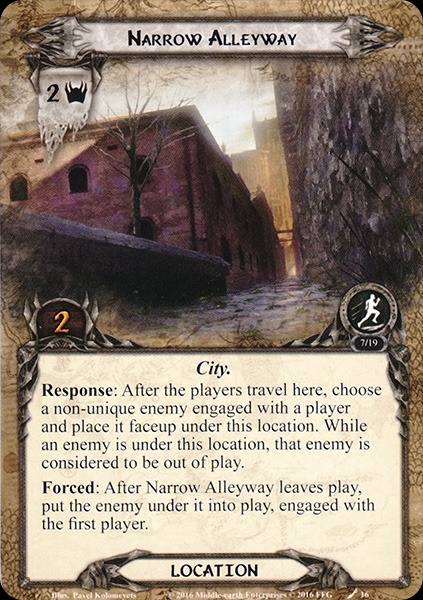 Narrow Alleyway
2
2
7/19
City.
Response: After the players travel here, choose
a non-unique enemy engaged with a player
and place it faceup under this location. While
an enemy is under this location, that enemy is
considered to be out of play.
Forced: After Narrow Alleyway leaves play,
put the enemy under it into play, engaged with
the first player.
LOCATION
Illus. Pavel Kolomeyets © 2016 Middle-earth Enterprises © 2016 FFG 16